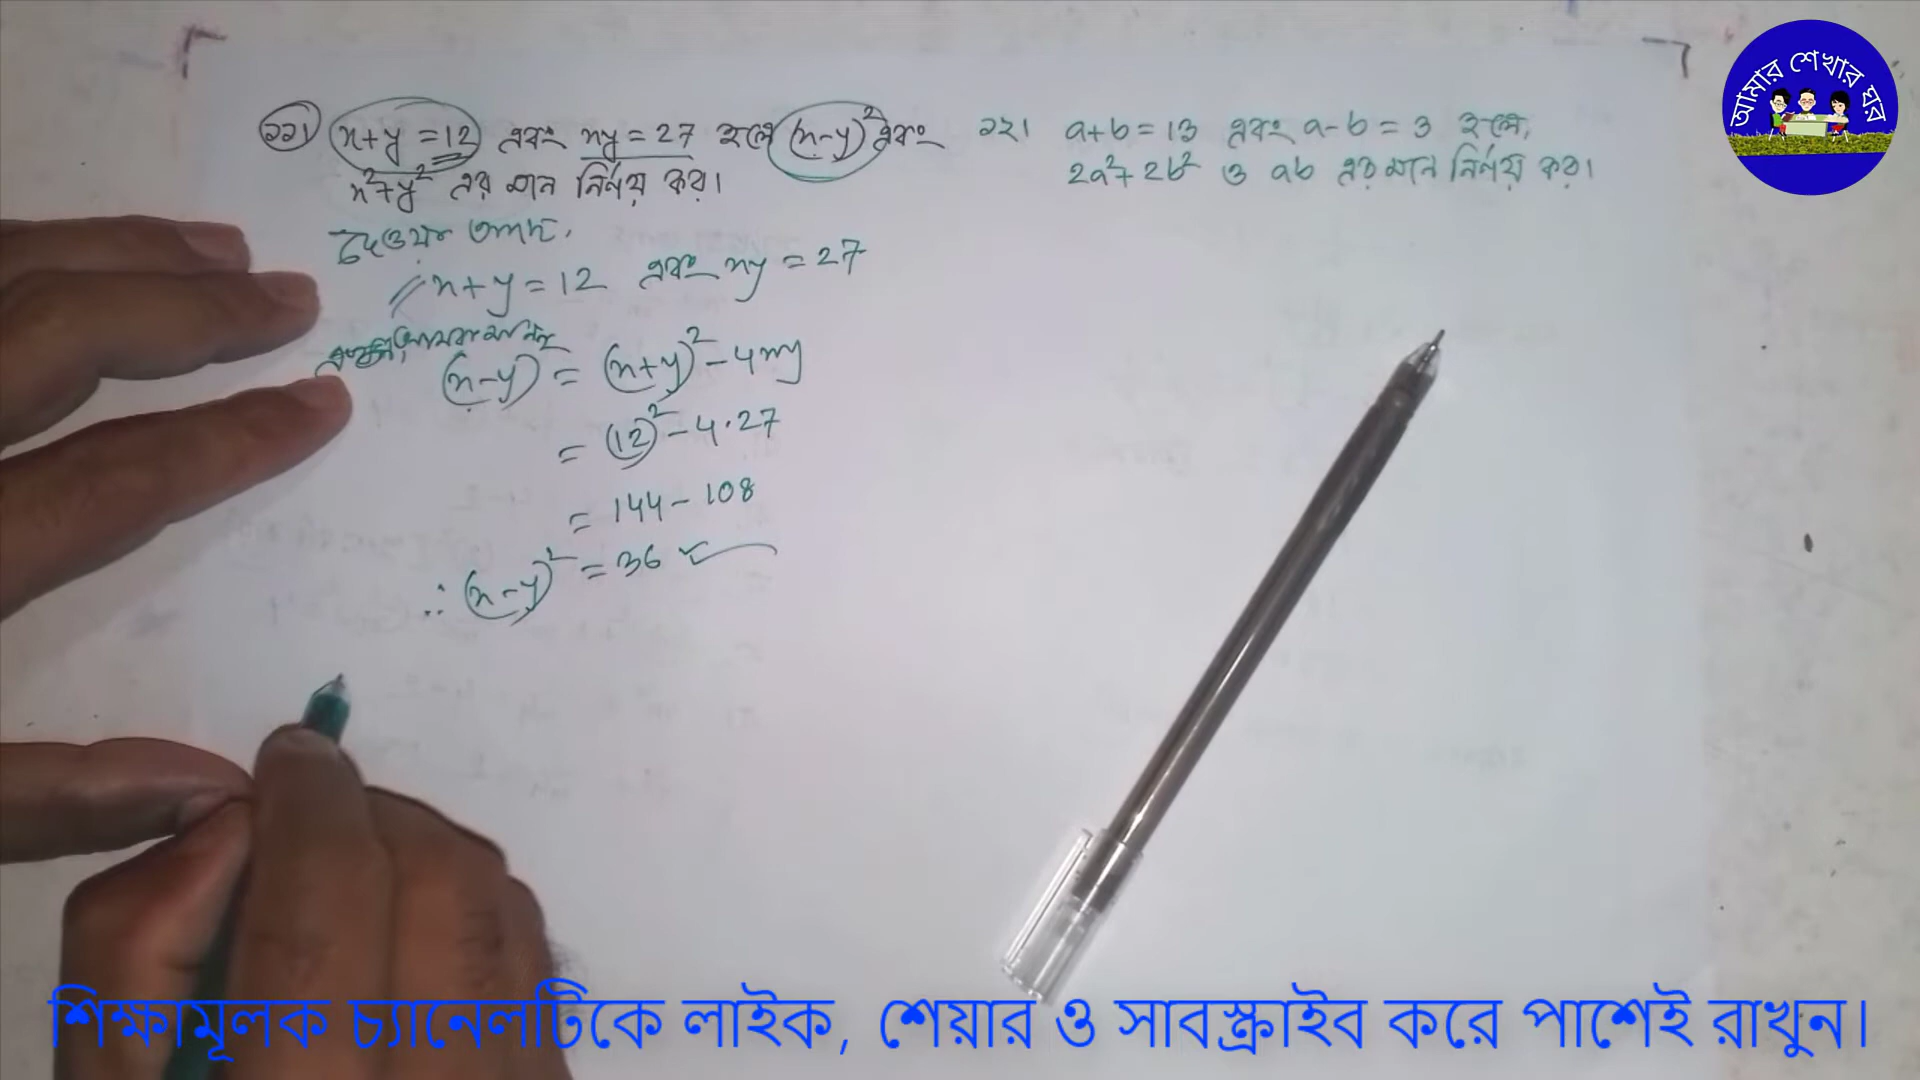 ২১। x+y=12 এবং xy=27 হলে (x-y)² এবং
x²+y² এর মান নির্ণয় কর।
দেওয়া আছে,
x+y=12 এবং xy=27
আমরা জানি
(x-y)² = (x+y)²-4xy
= (12)²-4·27
= 144-108
∴ (x-y)² = 36
২২। a+b=13 এবং a-b=3 হলে,
2a²+2b² ও ab এর মান নির্ণয় কর।
আমার শেখার ঘর
শিক্ষামূলক চ্যানেলটিকে লাইক, শেয়ার ও সাবস্ক্রাইব করে পাশেই রাখুন।